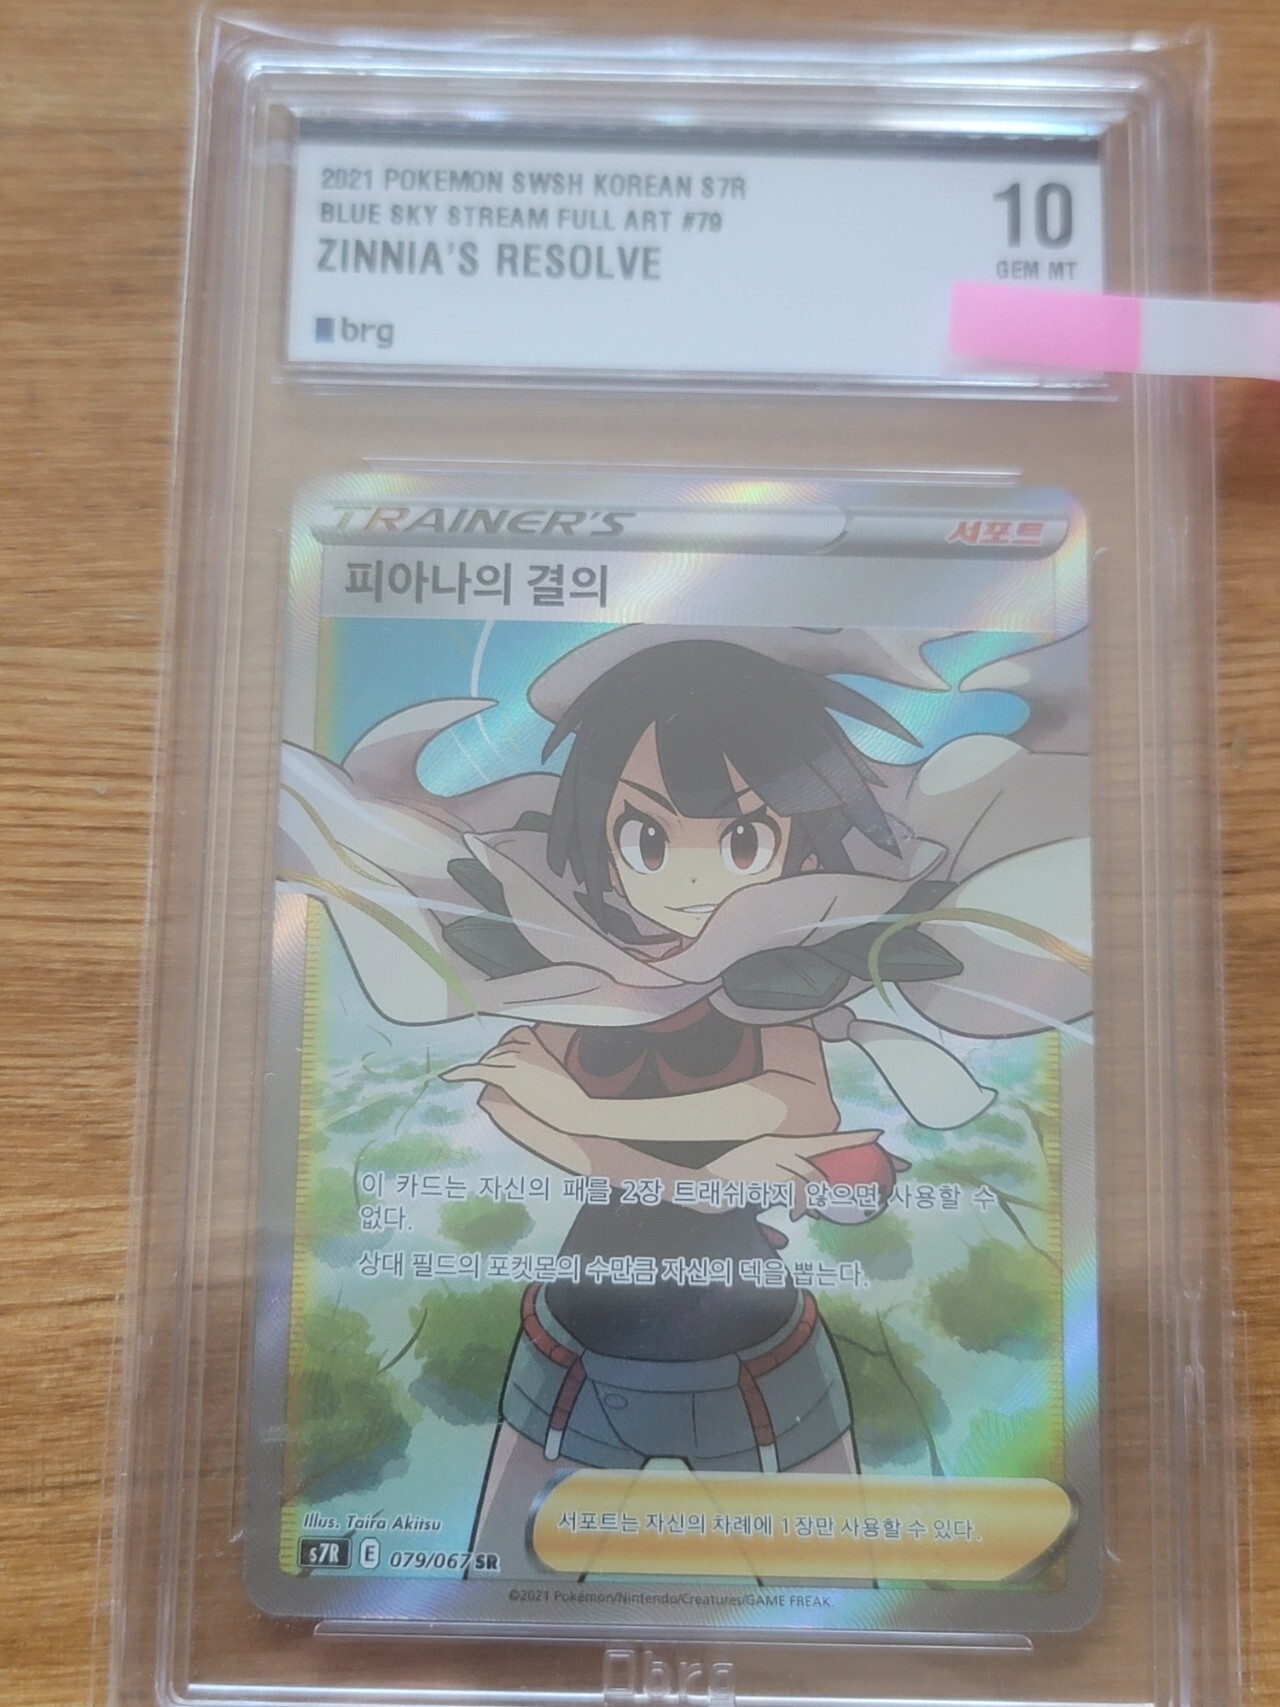 2021 POKEMON SWSH KOREAN S7R
BLUE SKY STREAM FULL ART #79
ZINNIA'S RESOLVE
10
GEM MT
brg
TRAINER'S
서포트
피아나의 결의
이 카드는 자신의 패를 2장 트래쉬하지 않으면 사용할 수
없다.
상대 필드의 포켓몬의 수만큼 자신의 덱을 뽑는다.
서포트는 자신의 차례에 1장만 사용할 수 있다.
Illus. Taira Akitsu
s7R E 079/067 SR
©2021 Pokémon/Nintendo/Creatures/GAME FREAK.
brg